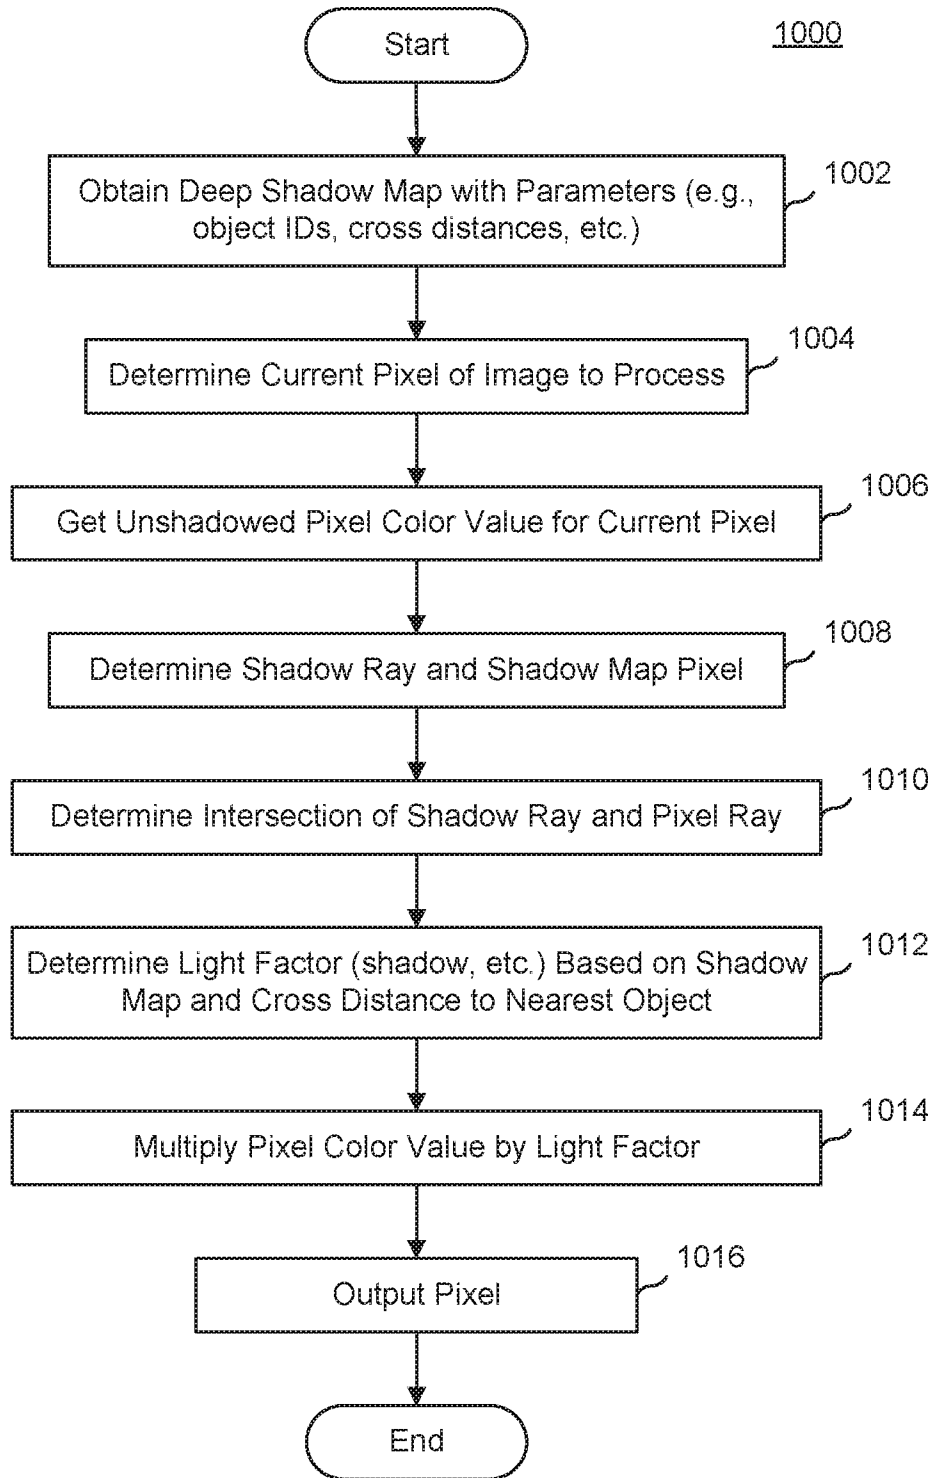 Start
1000
Obtain Deep Shadow Map with Parameters (e.g.,
object IDs, cross distances, etc.)
1002
Determine Current Pixel of Image to Process
1004
Get Unshadowed Pixel Color Value for Current Pixel
1006
Determine Shadow Ray and Shadow Map Pixel
1008
Determine Intersection of Shadow Ray and Pixel Ray
1010
Determine Light Factor (shadow, etc.) Based on Shadow
Map and Cross Distance to Nearest Object
1012
Multiply Pixel Color Value by Light Factor
1014
Output Pixel
1016
End